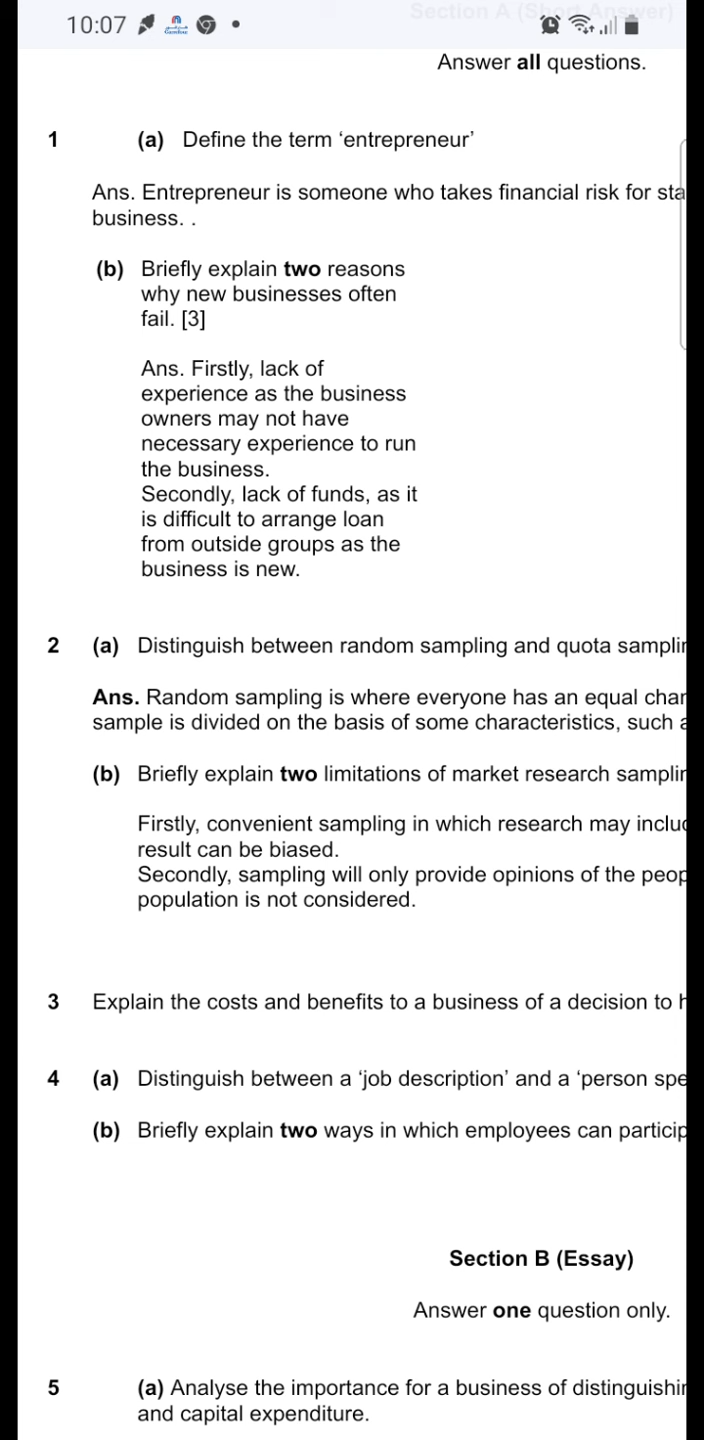 Section A (Short Answer)
10:07
Answer all questions.
1 (a) Define the term ‘entrepreneur’
Ans. Entrepreneur is someone who takes financial risk for sta
business. .
(b) Briefly explain two reasons
why new businesses often
fail. [3]
Ans. Firstly, lack of
experience as the business
owners may not have
necessary experience to run
the business.
Secondly, lack of funds, as it
is difficult to arrange loan
from outside groups as the
business is new.
2 (a) Distinguish between random sampling and quota samplin
Ans. Random sampling is where everyone has an equal chan
sample is divided on the basis of some characteristics, such a
(b) Briefly explain two limitations of market research samplin
Firstly, convenient sampling in which research may includ
result can be biased.
Secondly, sampling will only provide opinions of the peop
population is not considered.
3 Explain the costs and benefits to a business of a decision to h
4 (a) Distinguish between a ‘job description’ and a ‘person spe
(b) Briefly explain two ways in which employees can particip
Section B (Essay)
Answer one question only.
5 (a) Analyse the importance for a business of distinguishin
and capital expenditure.